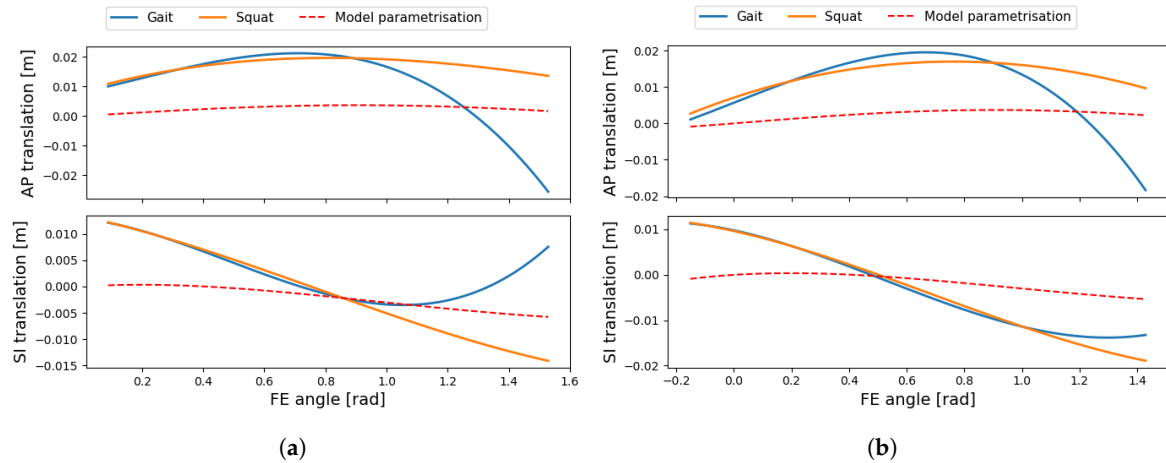 Gait Squat Model parametrisation
AP translation [m]
0.02
0.01
0.00
−0.01
−0.02
SI translation [m]
0.010
0.005
0.000
−0.005
−0.010
−0.015
0.2 0.4 0.6 0.8 1.0 1.2 1.4 1.6
FE angle [rad]
(a)
Gait Squat Model parametrisation
AP translation [m]
0.02
0.01
0.00
−0.01
−0.02
SI translation [m]
0.01
0.00
−0.01
−0.02
−0.2 0.0 0.2 0.4 0.6 0.8 1.0 1.2 1.4
FE angle [rad]
(b)